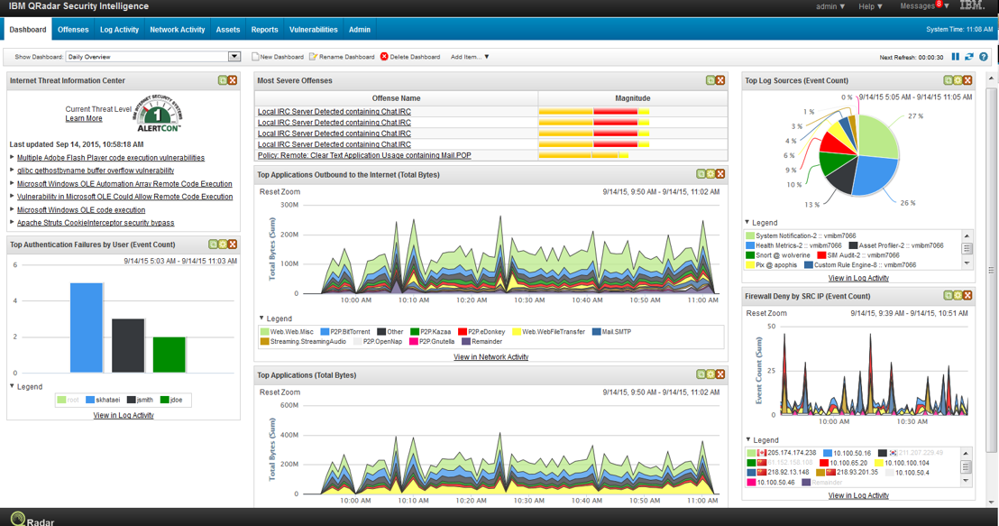 IBM QRadar Security Intelligence
admin ▼ Help ▼ Messages 8 ▼ IBM.
Dashboard Offenses Log Activity Network Activity Assets Reports Vulnerabilities Admin System Time: 11:08 AM
Show Dashboard: Daily Overview New Dashboard Rename Dashboard Delete Dashboard Add Item... ▼ Next Refresh: 00:00:30
Internet Threat Information Center
Current Threat Level
Learn More
IBM INTERNET SECURITY SYSTEMS
1
ALERTCON™
Last updated Sep 14, 2015, 10:58:18 AM
Multiple Adobe Flash Player code execution vulnerabilities
glibc gethostbyname buffer overflow vulnerability
Microsoft Windows OLE Automation Array Remote Code Execution
Vulnerability in Microsoft OLE Could Allow Remote Code Execution
Microsoft Windows OLE code execution
Apache Struts CookieInterceptor security bypass
Top Authentication Failures by User (Event Count)
9/14/15 5:03 AM - 9/14/15 11:03 AM
6
4
2
0
Legend
root skhataei jsmith jdoe
View in Log Activity
Most Severe Offenses
Offense Name Magnitude
Local IRC Server Detected containing Chat.IRC
Local IRC Server Detected containing Chat.IRC
Local IRC Server Detected containing Chat.IRC
Local IRC Server Detected containing Chat.IRC
Policy: Remote: Clear Text Application Usage containing Mail.POP
Top Applications Outbound to the Internet (Total Bytes)
Reset Zoom 9/14/15, 9:50 AM - 9/14/15, 11:02 AM
Total Bytes (Sum)
300M
200M
100M
0
10:00 AM 10:10 AM 10:20 AM 10:30 AM 10:40 AM 10:50 AM 11:00 AM
Legend
Web.Web.Misc P2P.BitTorrent Other P2P.Kazaa P2P.eDonkey Web.WebFileTransfer Mail.SMTP
Streaming.StreamingAudio P2P.OpenNap P2P.Gnutella Remainder
View in Network Activity
Top Applications (Total Bytes)
Reset Zoom 9/14/15, 9:50 AM - 9/14/15, 11:02 AM
Total Bytes (Sum)
600M
400M
200M
0
10:00 AM 10:10 AM 10:20 AM 10:30 AM 10:40 AM 10:50 AM 11:00 AM
Top Log Sources (Event Count)
9/14/15 5:05 AM - 9/14/15 11:05 AM
0 %
1 %
3 %
4 %
6 %
9 %
10 %
13 %
27 %
26 %
Legend
System Notification-2 :: vmibm7066
Health Metrics-2 :: vmibm7066 Asset Profiler-2 :: vmibm7066
Snort @ wolverine SIM Audit-2 :: vmibm7066
Pix @ apophis Custom Rule Engine-8 :: vmibm7066
View in Log Activity
Firewall Deny by SRC IP (Event Count)
Reset Zoom 9/14/15, 9:39 AM - 9/14/15, 10:51 AM
Event Count (Sum)
50
25
0
10:00 AM 10:30 AM
Legend
205.174.174.238 10.100.50.16 211.207.229.49
61.152.158.108 10.100.65.20 10.100.100.104
218.92.13.148 218.93.201.35 10.100.50.4
10.100.50.46 Remainder
View in Log Activity
QRadar